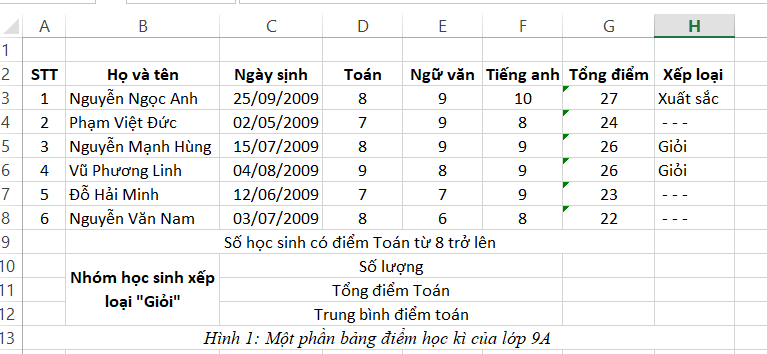 A B C D E F G H
1
2 STT Họ và tên Ngày sịnh Toán Ngữ văn Tiếng anh Tổng điểm Xếp loại
3 1 Nguyễn Ngọc Anh 25/09/2009 8 9 10 27 Xuất sắc
4 2 Phạm Việt Đức 02/05/2009 7 9 8 24 - - -
5 3 Nguyễn Mạnh Hùng 15/07/2009 8 9 9 26 Giỏi
6 4 Vũ Phương Linh 04/08/2009 9 8 9 26 Giỏi
7 5 Đỗ Hải Minh 12/06/2009 7 7 9 23 - - -
8 6 Nguyễn Văn Nam 03/07/2009 8 6 8 22 - - -
9 Số học sinh có điểm Toán từ 8 trở lên
10 Nhóm học sinh xếp loại "Giỏi" Số lượng
11 Tổng điểm Toán
12 Trung bình điểm toán
13 Hình 1: Một phần bảng điểm học kì của lớp 9A